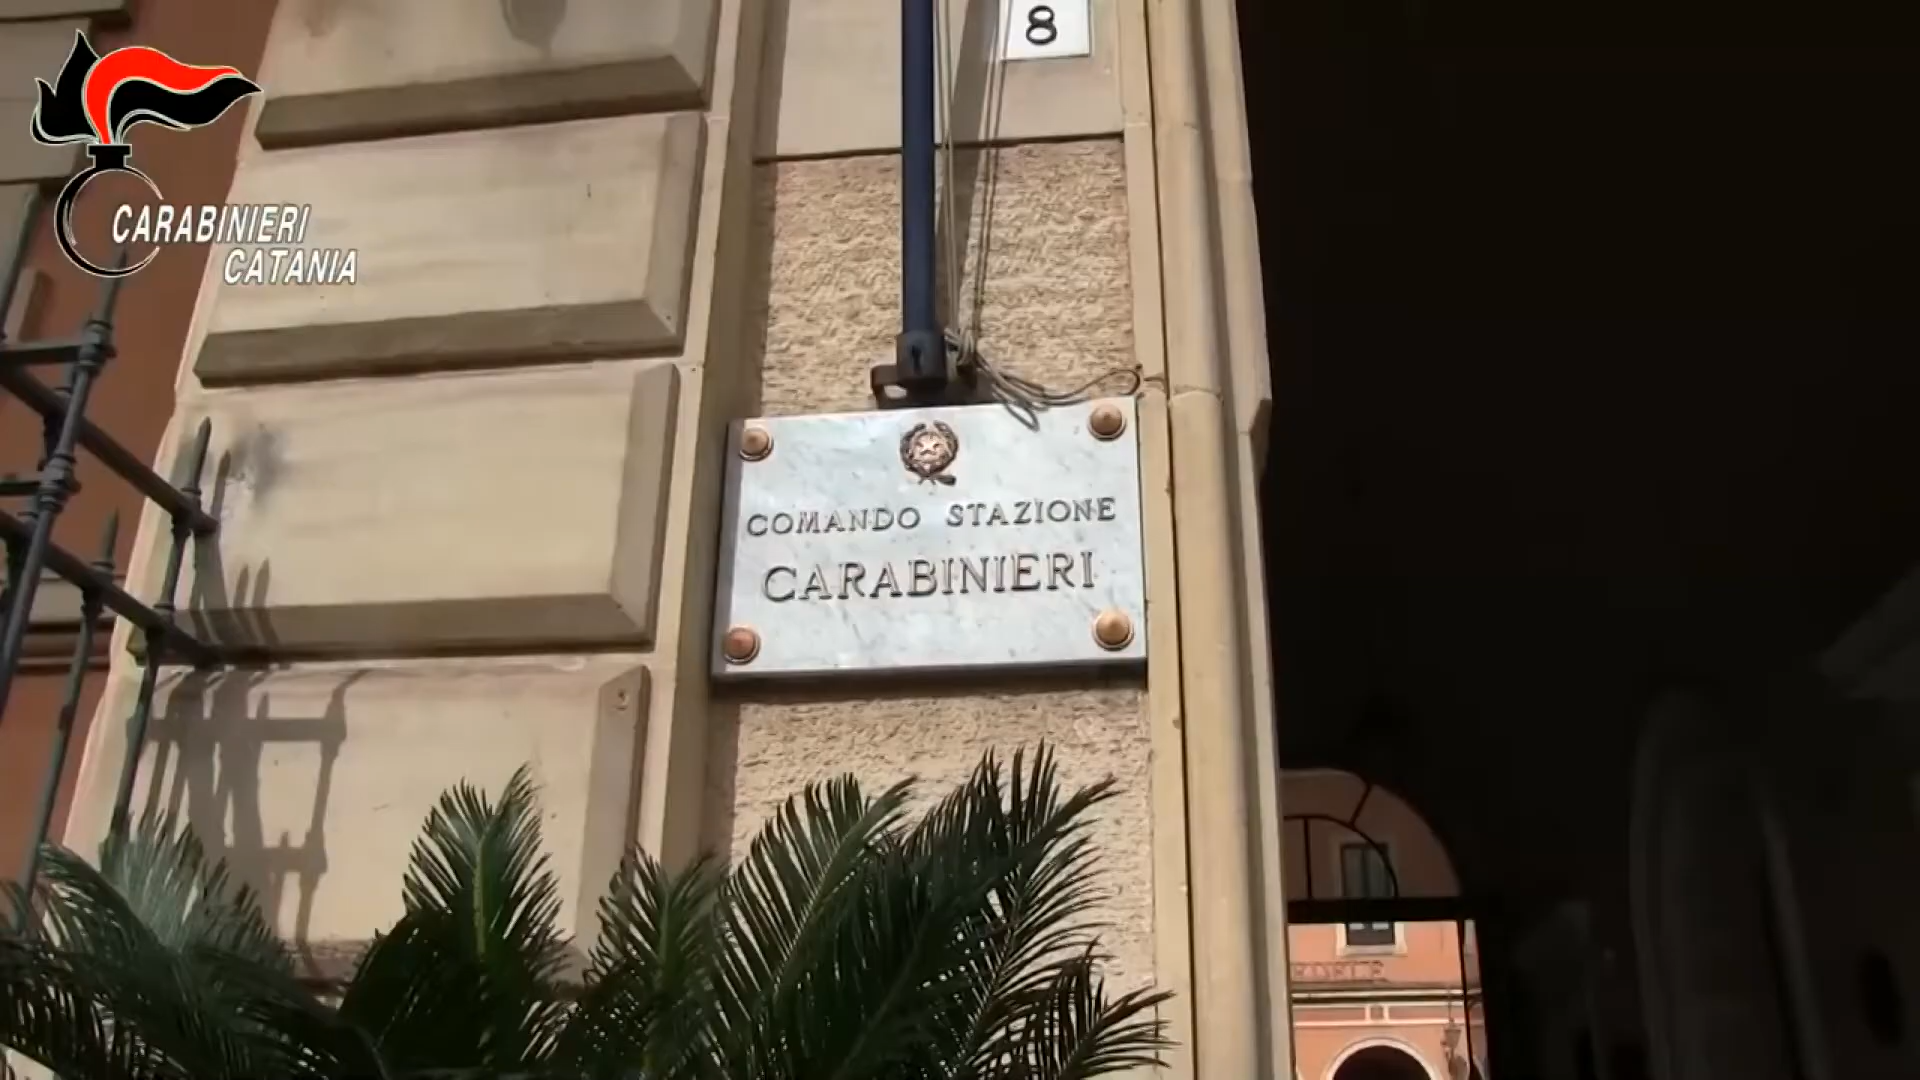 8
CARABINIERI
CATANIA
COMANDO STAZIONE
CARABINIERI